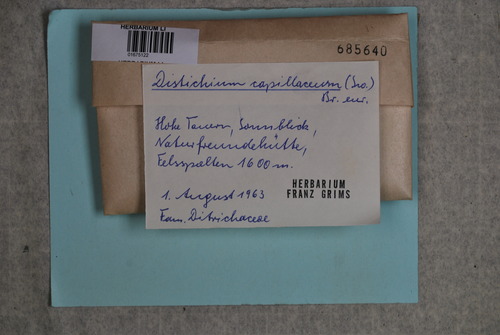 HERBARIUM LI
685640
Distichium capillaceum (Sw.)
Br. eur.
Hohe Tauern, Sonnblick,
Naturfreundehütte,
Felsspalten 1600 m.
1. August 1963
HERBARIUM
FRANZ GRIMS
Fam. Ditrichaceae